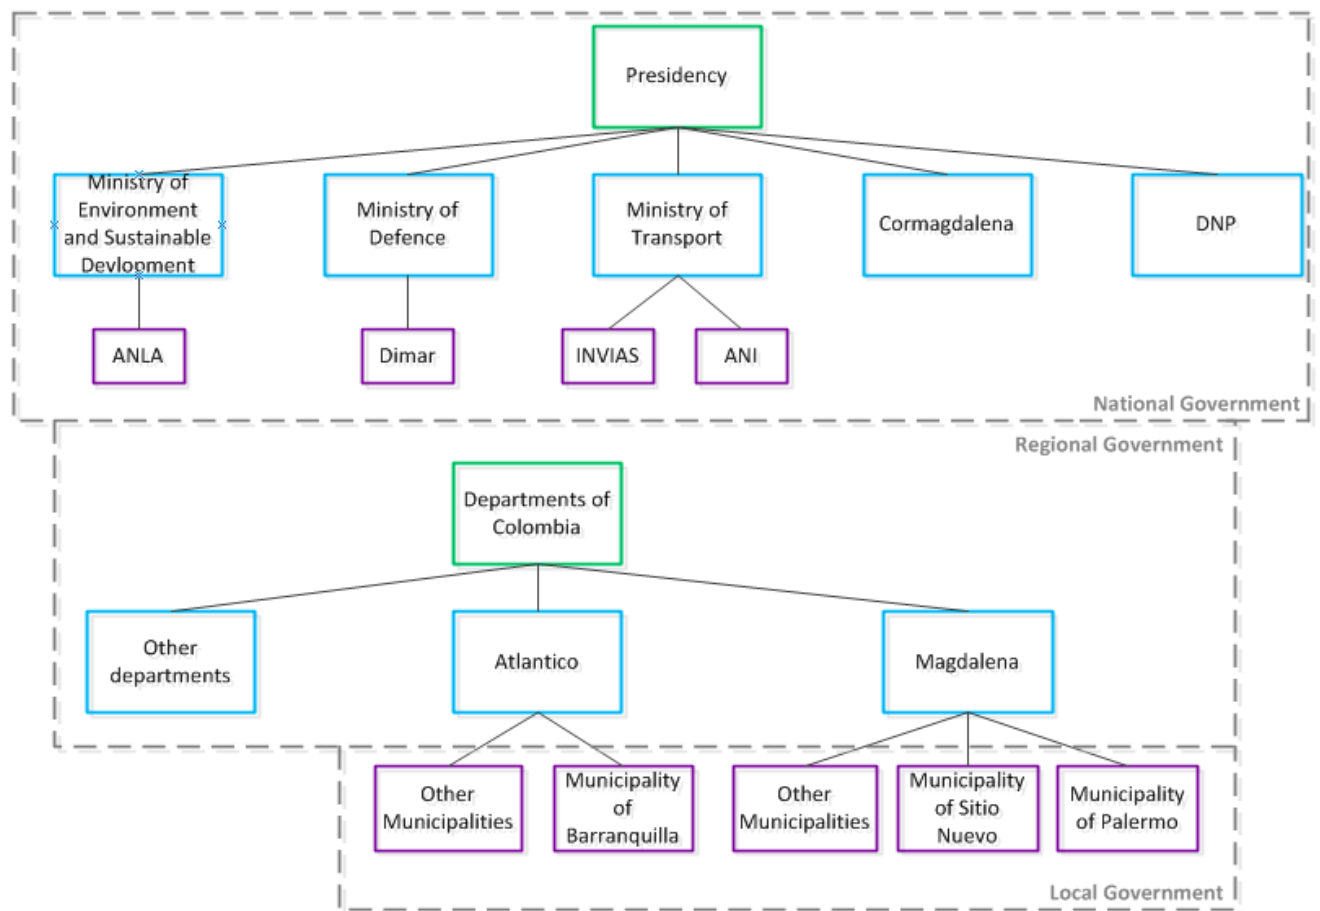 Presidency
Ministry of
Environment
and Sustainable
Devlopment
Ministry of
Defence
Ministry of
Transport
Cormagdalena
DNP
ANLA
Dimar
INVIAS
ANI
National Government
Regional Government
Departments of
Colombia
Other
departments
Atlantico
Magdalena
Other
Municipalities
Municipality
of
Barranquilla
Other
Municipalities
Municipality
of Sitio
Nuevo
Municipality
of Palermo
Local Government